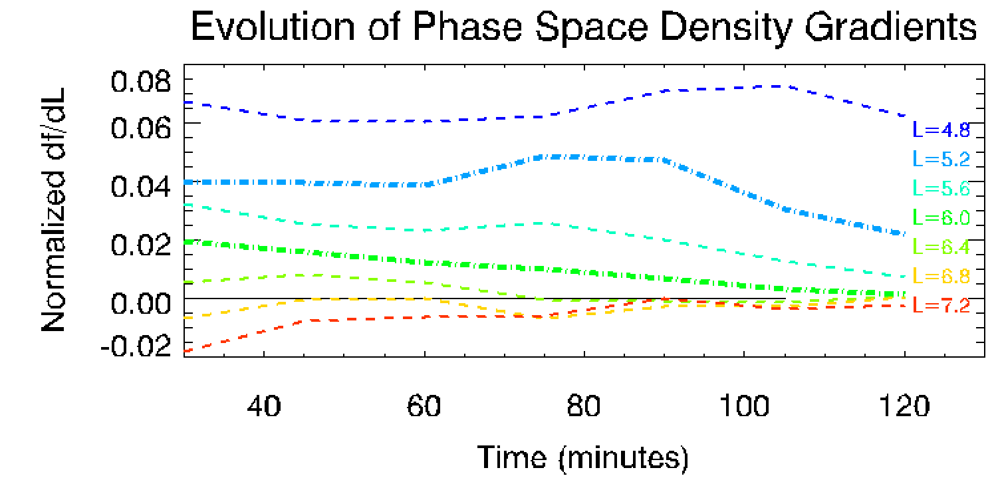 Evolution of Phase Space Density Gradients
Normalized df/dL
0.08
0.06
0.04
0.02
0.00
-0.02
L=4.8
L=5.2
L=5.6
L=6.0
L=6.4
L=6.8
L=7.2
40 60 80 100 120
Time (minutes)